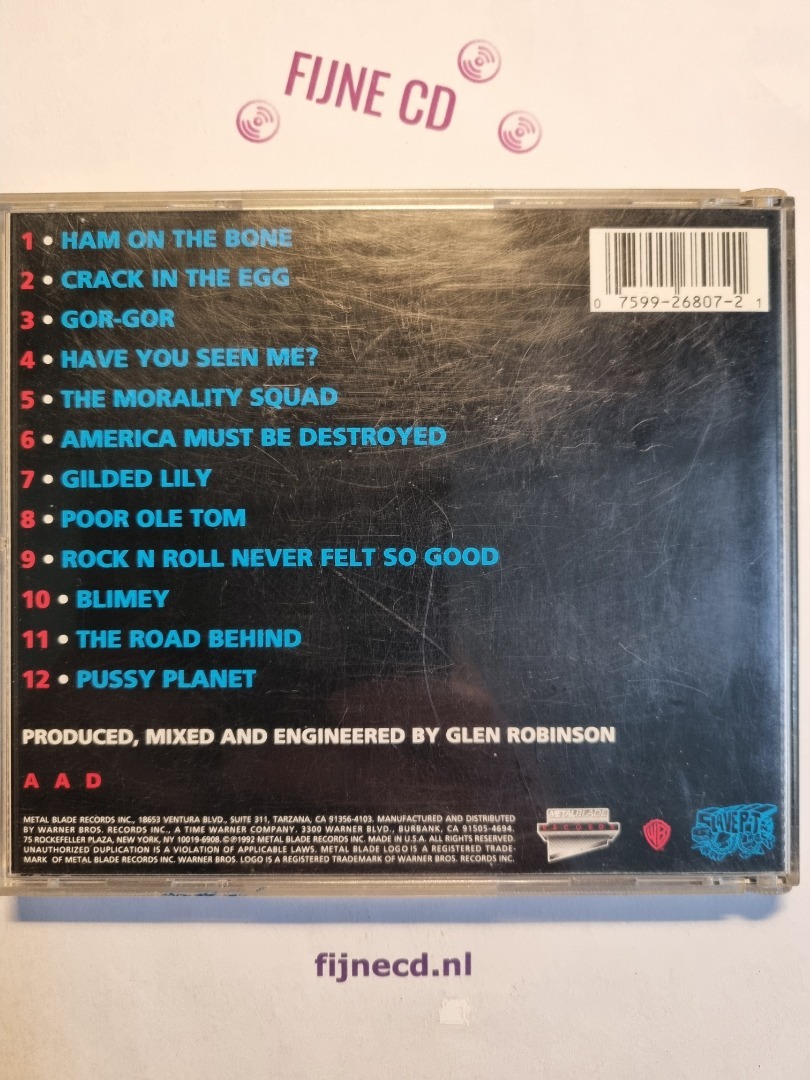 FIJNE CD
1 • HAM ON THE BONE
2 • CRACK IN THE EGG
3 • GOR-GOR
4 • HAVE YOU SEEN ME?
5 • THE MORALITY SQUAD
6 • AMERICA MUST BE DESTROYED
7 • GILDED LILY
8 • POOR OLE TOM
9 • ROCK N ROLL NEVER FELT SO GOOD
10 • BLIMEY
11 • THE ROAD BEHIND
12 • PUSSY PLANET
0 7599-26807-2 1
PRODUCED, MIXED AND ENGINEERED BY GLEN ROBINSON
A A D
METAL BLADE RECORDS INC., 18653 VENTURA BLVD., SUITE 311, TARZANA, CA 91356-4103. MANUFACTURED AND DISTRIBUTED
BY WARNER BROS. RECORDS INC., A TIME WARNER COMPANY, 3300 WARNER BLVD., BURBANK, CA 91505-4694.
75 ROCKEFELLER PLAZA, NEW YORK, NY 10019-6908. ©℗1992 METAL BLADE RECORDS INC. MADE IN U.S.A. ALL RIGHTS RESERVED.
UNAUTHORIZED DUPLICATION IS A VIOLATION OF APPLICABLE LAWS. METAL BLADE LOGO IS A REGISTERED TRADE-
MARK OF METAL BLADE RECORDS INC. WARNER BROS. LOGO IS A REGISTERED TRADEMARK OF WARNER BROS. RECORDS INC.
METAL BLADE
RECORDS
WB
SLAVE PIT
fijnecd.nl